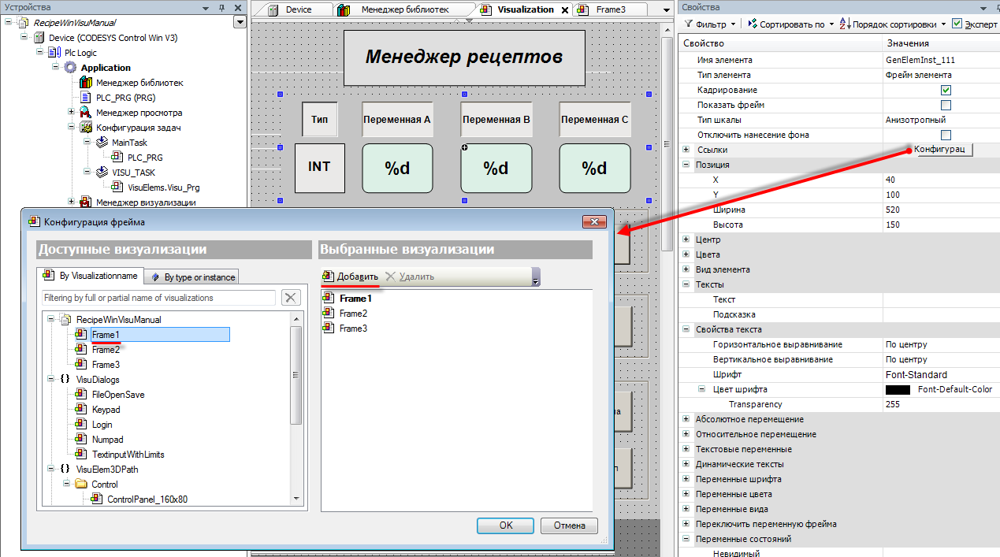 Устройства
RecipeWinVisuManual
Device (CODESYS Control Win V3)
Plc Logic
Application
Менеджер библиотек
PLC_PRG (PRG)
Менеджер просмотра
Конфигурация задач
MainTask
PLC_PRG
VISU_TASK
VisuElems.Visu_Prg
Менеджер визуализации
Device
Менеджер библиотек
Visualization
Frame3
Менеджер рецептов
Тип
Переменная A
Переменная B
Переменная C
INT
%d
%d
%d
Конфигурация фрейма
Доступные визуализации
By Visualizationname
By type or instance
Filtering by full or partial name of visualizations
RecipeWinVisuManual
Frame1
Frame2
Frame3
VisuDialogs
FileOpenSave
Keypad
Login
Numpad
TextinputWithLimits
VisuElem3DPath
Control
ControlPanel_160x80
Выбранные визуализации
Добавить Удалить
Frame1
Frame2
Frame3
OK
Отмена
Свойства
Фильтр Сортировать по Порядок сортировки Эксперт
Свойство Значения
Имя элемента GenElemInst_111
Тип элемента Фрейм элемента
Кадрирование
Показать фрейм
Тип шкалы Анизотропный
Отключить нанесение фона
Ссылки Конфигурац
Позиция
X 40
Y 100
Ширина 520
Высота 150
Центр
Цвета
Вид элемента
Тексты
Текст
Подсказка
Свойства текста
Горизонтальное выравнивание По центру
Вертикальное выравнивание По центру
Шрифт Font-Standard
Цвет шрифта Font-Default-Color
Transparency 255
Абсолютное перемещение
Относительное перемещение
Текстовые переменные
Динамические тексты
Переменные шрифта
Переменные цвета
Переменные вида
Переключить переменную фрейма
Переменные состояний
Невидимый